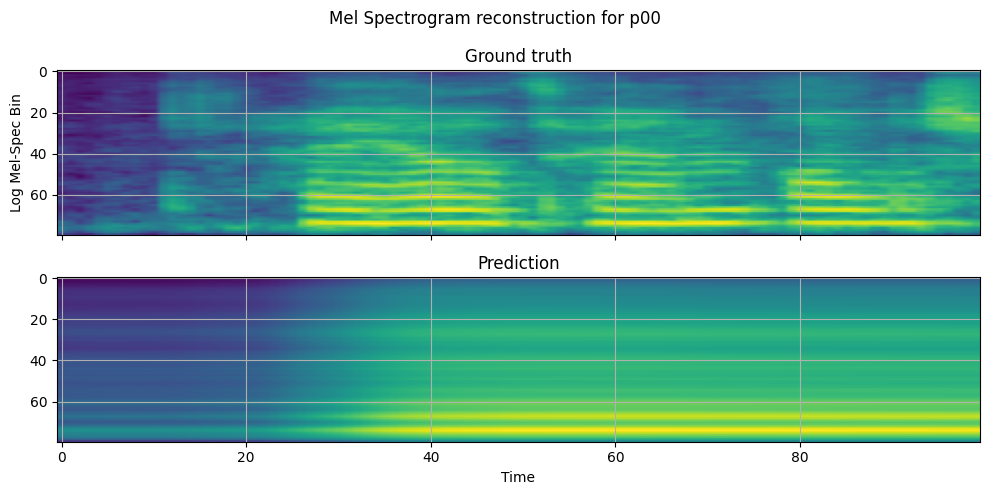 Mel Spectrogram reconstruction for p00
Ground truth
Log Mel-Spec Bin
0
20
40
60
Prediction
0
20
40
60
0 20 40 60 80
Time